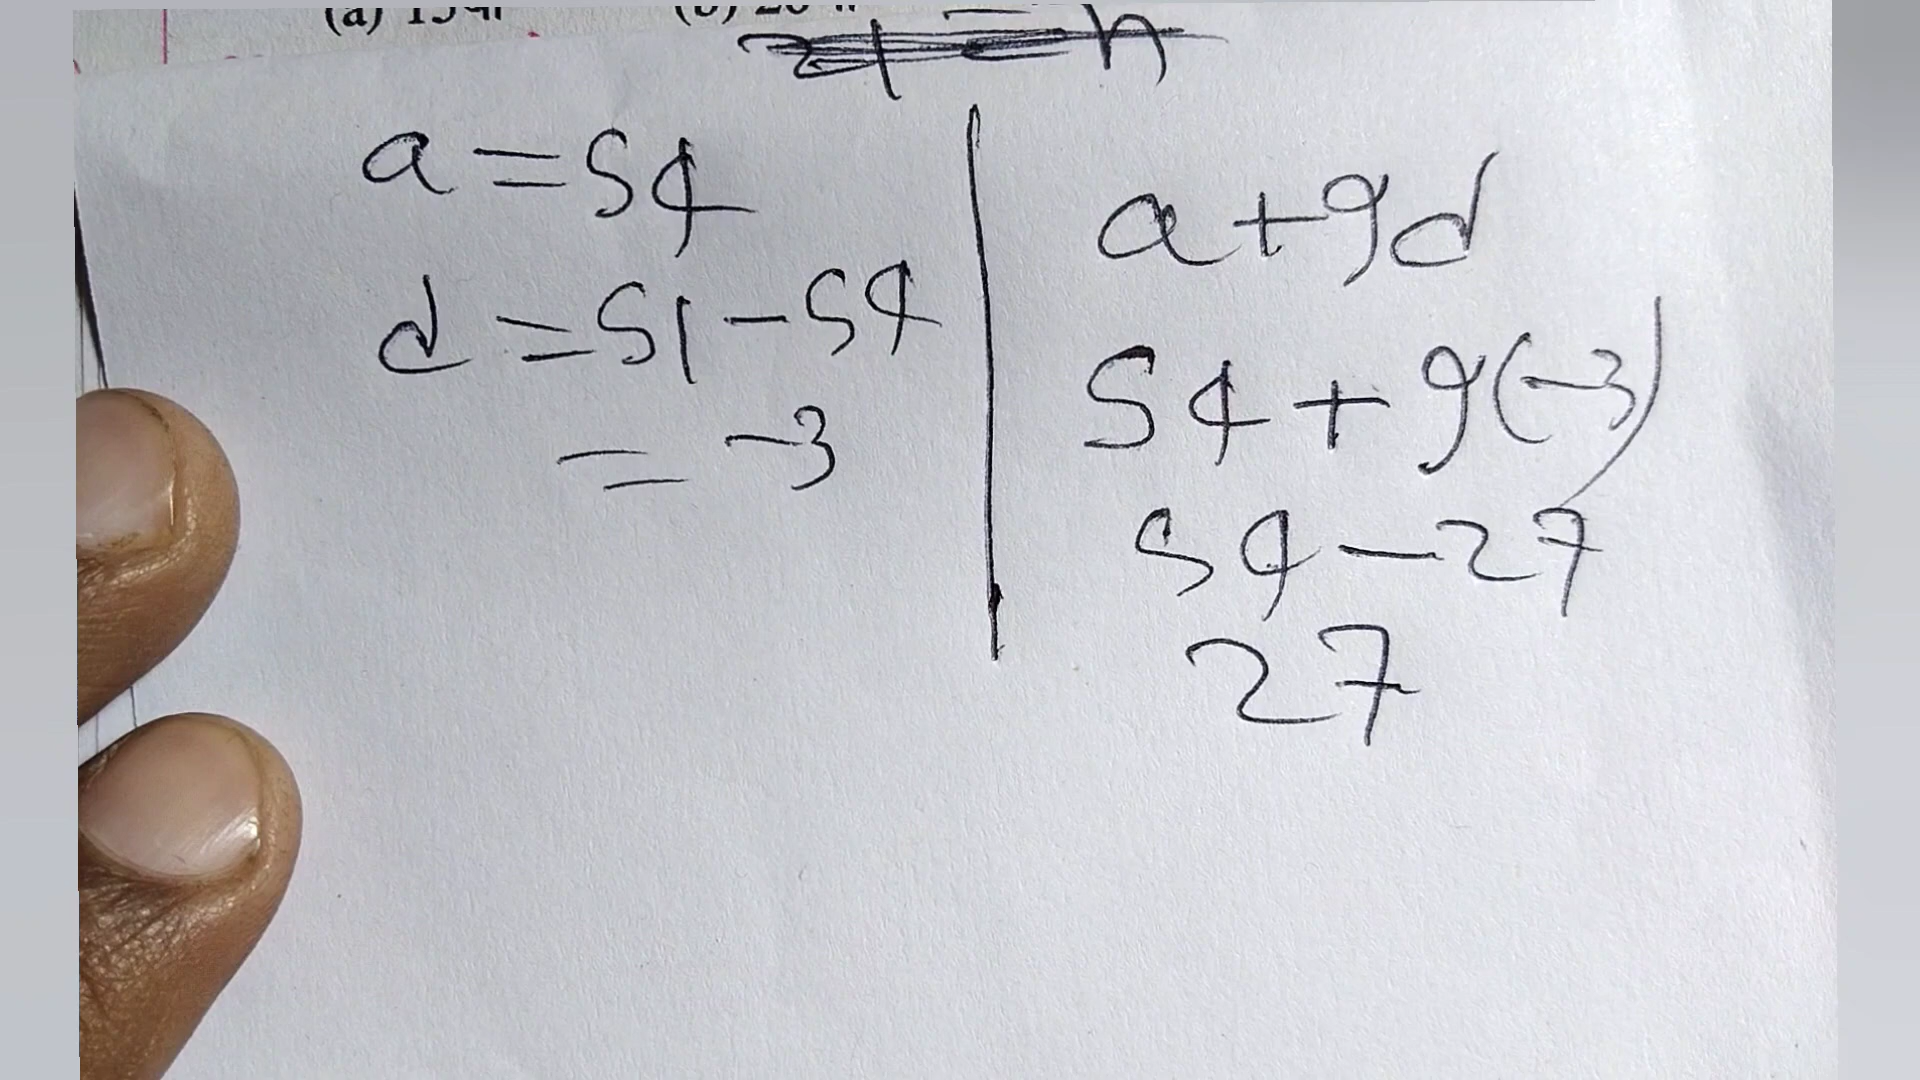 a = 54
d = 51 - 54
= -3
a + 9d
54 + 9(-3)
54 - 27
27